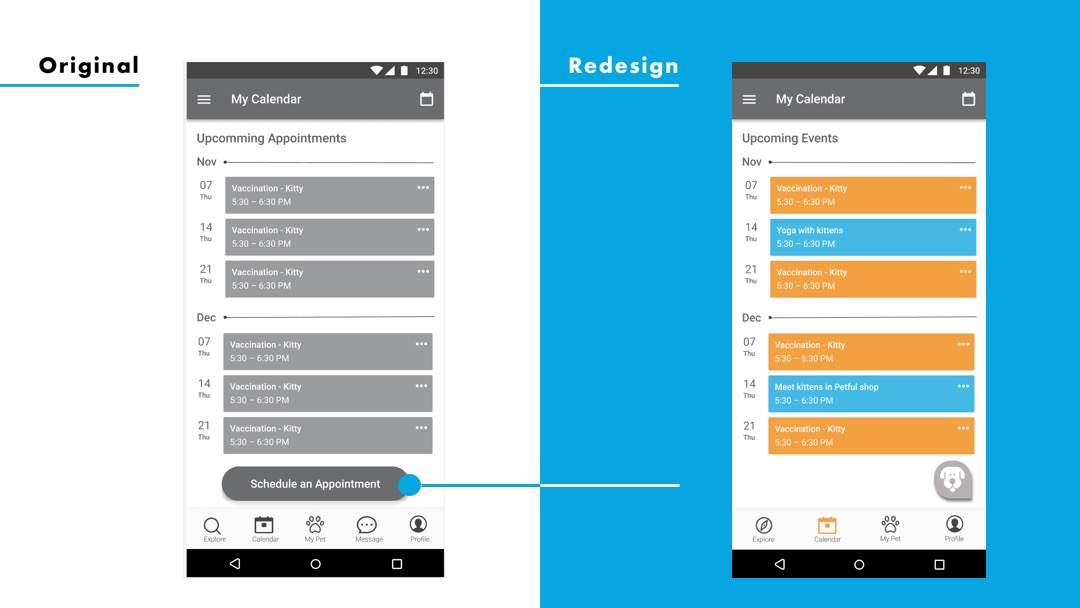 Original
12:30
My Calendar
Upcomming Appointments
Nov
07
Thu
Vaccination - Kitty
5:30 – 6:30 PM
14
Thu
Vaccination - Kitty
5:30 – 6:30 PM
21
Thu
Vaccination - Kitty
5:30 – 6:30 PM
Dec
07
Thu
Vaccination - Kitty
5:30 – 6:30 PM
14
Thu
Vaccination - Kitty
5:30 – 6:30 PM
21
Thu
Vaccination - Kitty
5:30 – 6:30 PM
Schedule an Appointment
Explore
Calendar
My Pet
Message
Profile
Redesign
12:30
My Calendar
Upcoming Events
Nov
07
Thu
Vaccination - Kitty
5:30 – 6:30 PM
14
Thu
Yoga with kittens
5:30 – 6:30 PM
21
Thu
Vaccination - Kitty
5:30 – 6:30 PM
Dec
07
Thu
Vaccination - Kitty
5:30 – 6:30 PM
14
Thu
Meet kittens in Petful shop
5:30 – 6:30 PM
21
Thu
Vaccination - Kitty
5:30 – 6:30 PM
Explore
Calendar
My Pet
Profile